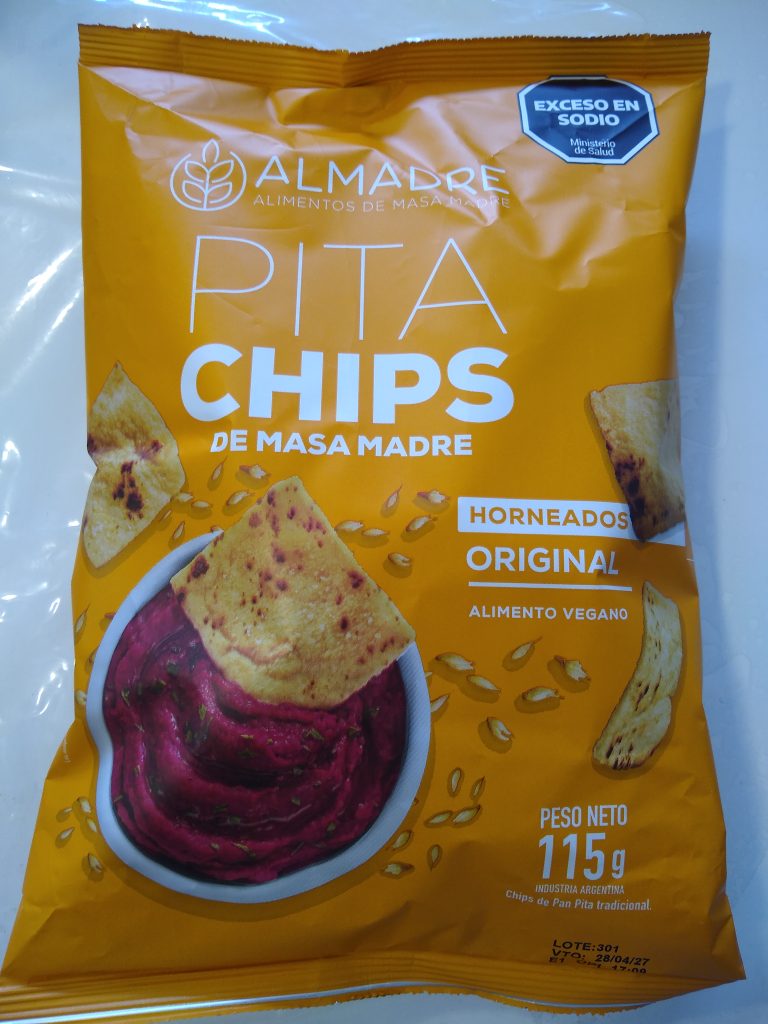 EXCESO EN
SODIO
Ministerio
de Salud
ALMADRE
ALIMENTOS DE MASA MADRE
PITA
CHIPS
DE MASA MADRE
HORNEADOS
ORIGINAL
ALIMENTO VEGANO
PESO NETO
115g
INDUSTRIA ARGENTINA
Chips de Pan Pita tradicional.
LOTE:301
VTO: 28/04/27